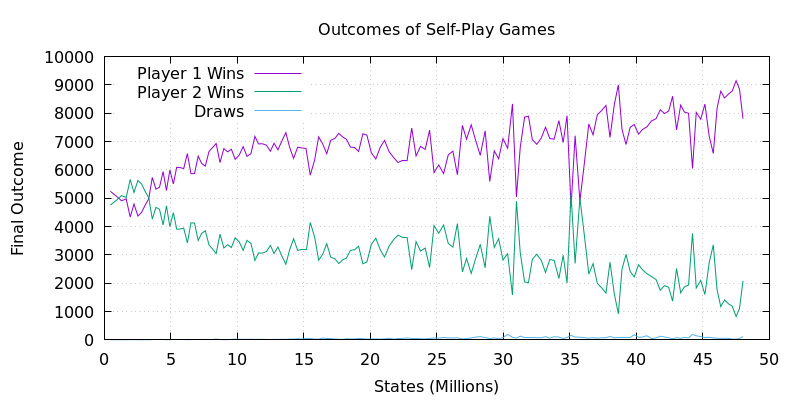 Outcomes of Self-Play Games
Final Outcome
10000
9000
8000
7000
6000
5000
4000
3000
2000
1000
0
Player 1 Wins
Player 2 Wins
Draws
0 5 10 15 20 25 30 35 40 45 50
States (Millions)